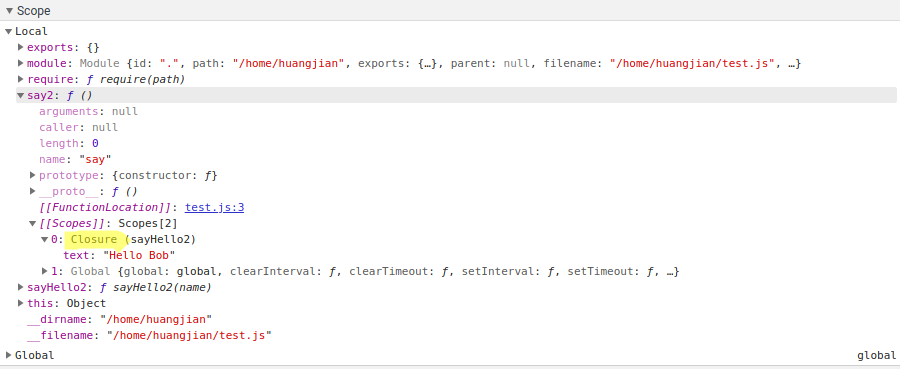 Scope
Local
exports: {}
module: Module {id: ".", path: "/home/huangjian", exports: {…}, parent: null, filename: "/home/huangjian/test.js", …}
require: ƒ require(path)
say2: ƒ ()
arguments: null
caller: null
length: 0
name: "say"
prototype: {constructor: ƒ}
__proto__: ƒ ()
[[FunctionLocation]]: test.js:3
[[Scopes]]: Scopes[2]
0: Closure (sayHello2)
text: "Hello Bob"
1: Global {global: global, clearInterval: ƒ, clearTimeout: ƒ, setInterval: ƒ, setTimeout: ƒ, …}
sayHello2: ƒ sayHello2(name)
this: Object
__dirname: "/home/huangjian"
__filename: "/home/huangjian/test.js"
Global global